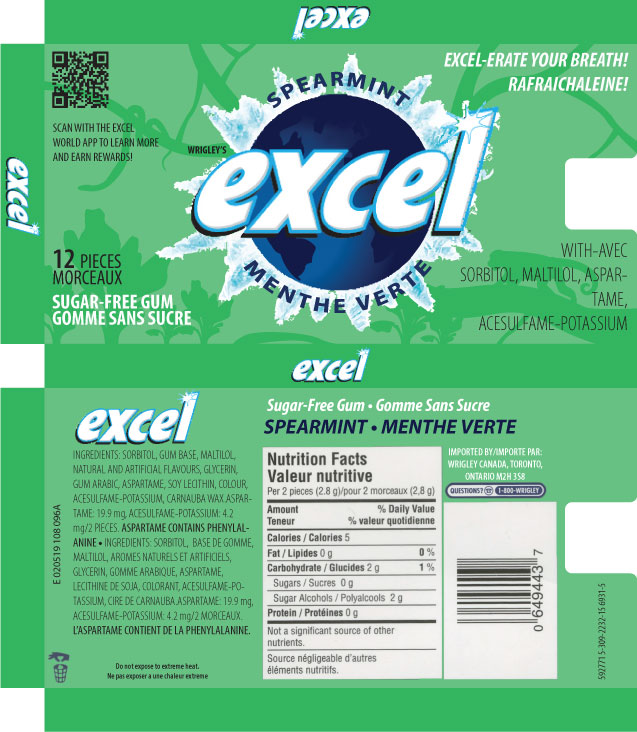 excel
EXCEL-ERATE YOUR BREATH!
RAFRAICHALEINE!
SCAN WITH THE EXCEL
WORLD APP TO LEARN MORE
AND EARN REWARDS!
SPEARMINT
WRIGLEY'S
excel
MENTHE VERTE
excel
12 PIECES
MORCEAUX
SUGAR-FREE GUM
GOMME SANS SUCRE
WITH-AVEC
SORBITOL, MALTILOL, ASPAR-
TAME,
ACESULFAME-POTASSIUM
excel
excel
INGREDIENTS: SORBITOL, GUM BASE, MALTILOL,
NATURAL AND ARTIFICIAL FLAVOURS, GLYCERIN,
GUM ARABIC, ASPARTAME, SOY LECITHIN, COLOUR,
ACESULFAME-POTASSIUM, CARNAUBA WAX.ASPAR-
TAME: 19.9 mg, ACESULFAME-POTASSIUM: 4.2
mg/2 PIECES. ASPARTAME CONTAINS PHENYLAL-
ANINE • INGREDIENTS: SORBITOL, BASE DE GOMME,
MALTILOL, AROMES NATURELS ET ARTIFICIELS,
GLYCERIN, GOMME ARABIQUE, ASPARTAME,
LECITHINE DE SOJA, COLORANT, ACESULFAME-PO-
TASSIUM, CIRE DE CARNAUBA.ASPARTAME: 19.9 mg,
ACESULFAME-POTASSIUM: 4.2 mg/2 MORCEAUX.
L'ASPARTAME CONTIENT DE LA PHENYLALANINE.
E 020519 108 096A
Do not expose to extreme heat.
Ne pas exposer a une chaleur extreme
Sugar-Free Gum • Gomme Sans Sucre
SPEARMINT • MENTHE VERTE
Nutrition Facts
Valeur nutritive
Per 2 pieces (2.8 g)/pour 2 morceaux (2,8 g)
Amount % Daily Value
Teneur % valeur quotidienne
Calories / Calories 5
Fat / Lipides 0 g 0 %
Carbohydrate / Glucides 2 g 1 %
Sugars / Sucres 0 g
Sugar Alcohols / Polyalcools 2 g
Protein / Protéines 0 g
Not a significant source of other
nutrients.
Source négligeable d'autres
éléments nutritifs.
IMPORTED BY/IMPORTE PAR:
WRIGLEY CANADA, TORONTO,
ONTARIO M2H 3S8
QUESTIONS? 1-800-WRIGLEY
0 649443 7
592771 5-309-2232-15 6931-5